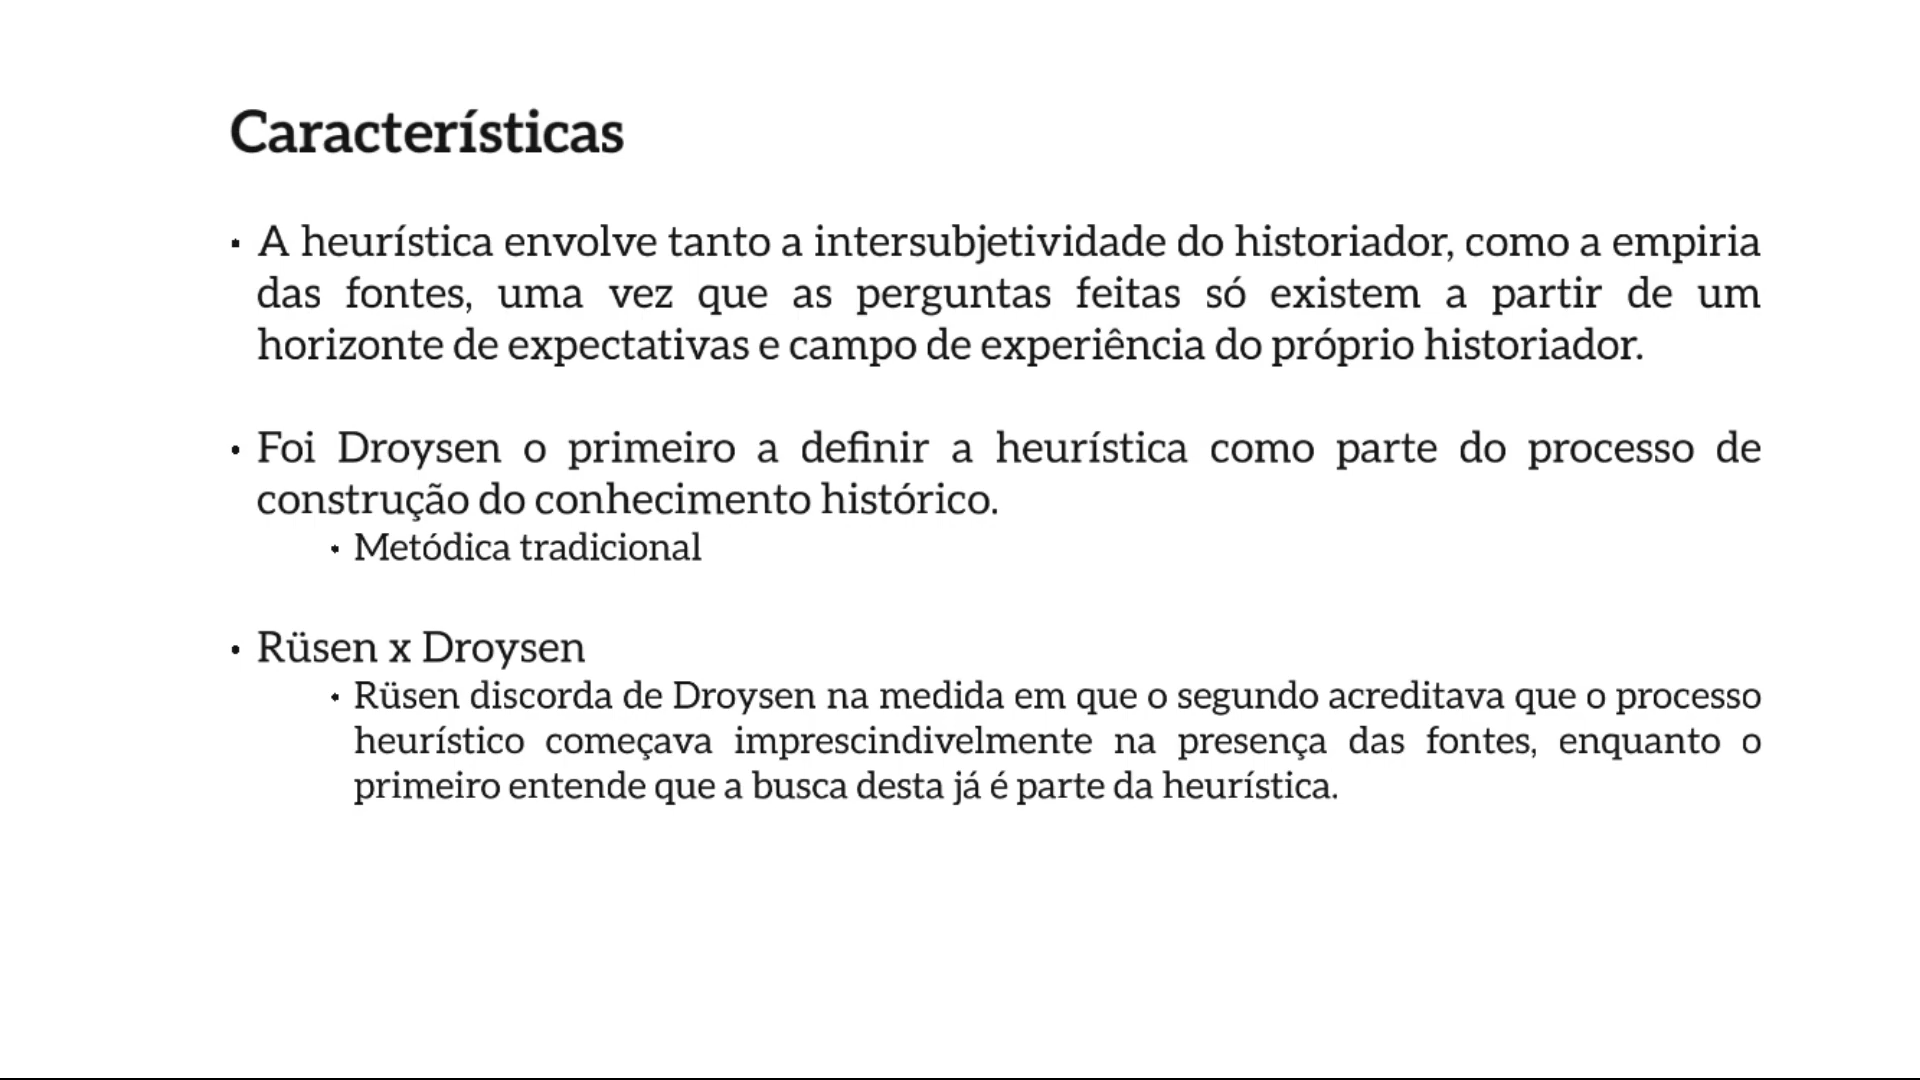 Características
• A heurística envolve tanto a intersubjetividade do historiador, como a empiria
das fontes, uma vez que as perguntas feitas só existem a partir de um
horizonte de expectativas e campo de experiência do próprio historiador.
• Foi Droysen o primeiro a definir a heurística como parte do processo de
construção do conhecimento histórico.
• Metódica tradicional
• Rüsen x Droysen
• Rüsen discorda de Droysen na medida em que o segundo acreditava que o processo
heurístico começava imprescindivelmente na presença das fontes, enquanto o
primeiro entende que a busca desta já é parte da heurística.